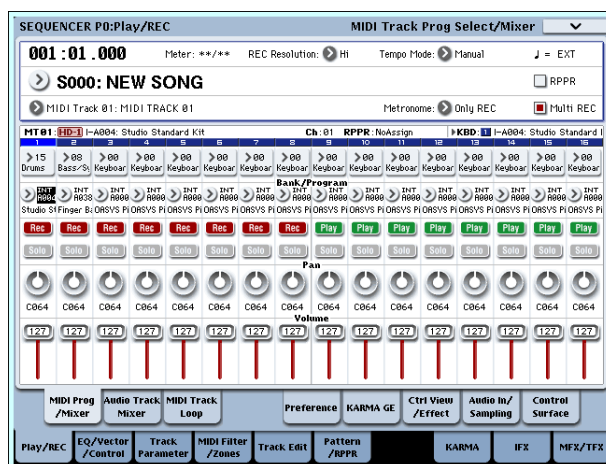 SEQUENCER P0:Play/REC MIDI Track Prog Select/Mixer
001:01.000 Meter: **/** REC Resolution: Hi Tempo Mode: Manual ♩ = EXT
S000: NEW SONG RPPR
MIDI Track 01: MIDI TRACK 01 Metronome: Only REC Multi REC
MT01: HD-1 I-A004: Studio Standard Kit Ch:01 RPPR:NoAssign KBD: 1 I-A004: Studio Standard
1 2 3 4 5 6 7 8 9 10 11 12 13 14 15 16
15 08 00 00 00 00 00 00 00 00 00 00 00 00 00 00
Drums Bass/Sy Keyboar Keyboar Keyboar Keyboar Keyboar Keyboar Keyboar Keyboar Keyboar Keyboar Keyboar Keyboar Keyboar Keyboar
Bank/Program
INT INT INT INT INT INT INT INT INT INT INT INT INT INT INT INT
A004 A038 A000 A000 A000 A000 A000 A000 A000 A000 A000 A000 A000 A000 A000 A000
Studio St Finger Ba OASYS Pi OASYS Pi OASYS Pi OASYS Pi OASYS Pi OASYS Pi OASYS Pi OASYS Pi OASYS Pi OASYS Pi OASYS Pi OASYS Pi OASYS Pi OASYS Pi
Rec Rec Rec Rec Rec Rec Rec Rec Play Play Play Play Play Play Play Play
Solo Solo Solo Solo Solo Solo Solo Solo Solo Solo Solo Solo Solo Solo Solo Solo
Pan
C064 C064 C064 C064 C064 C064 C064 C064 C064 C064 C064 C064 C064 C064 C064 C064
Volume
127 127 127 127 127 127 127 127 127 127 127 127 127 127 127 127
MIDI Prog /Mixer Audio Track Mixer MIDI Track Loop Preference KARMA GE Ctrl View /Effect Audio In/ Sampling Control Surface
Play/REC EQ/Vector /Control Track Parameter MIDI Filter /Zones Track Edit Pattern /RPPR KARMA IFX MFX/TFX